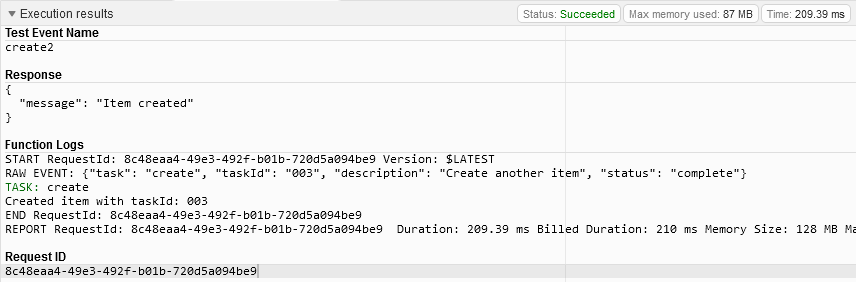 Execution results
Status: Succeeded
Max memory used: 87 MB
Time: 209.39 ms
Test Event Name
create2
Response
{
"message": "Item created"
}
Function Logs
START RequestId: 8c48eaa4-49e3-492f-b01b-720d5a094be9 Version: $LATEST
RAW EVENT: {"task": "create", "taskId": "003", "description": "Create another item", "status": "complete"}
TASK: create
Created item with taskId: 003
END RequestId: 8c48eaa4-49e3-492f-b01b-720d5a094be9
REPORT RequestId: 8c48eaa4-49e3-492f-b01b-720d5a094be9  Duration: 209.39 ms Billed Duration: 210 ms Memory Size: 128 MB Ma
Request ID
8c48eaa4-49e3-492f-b01b-720d5a094be9